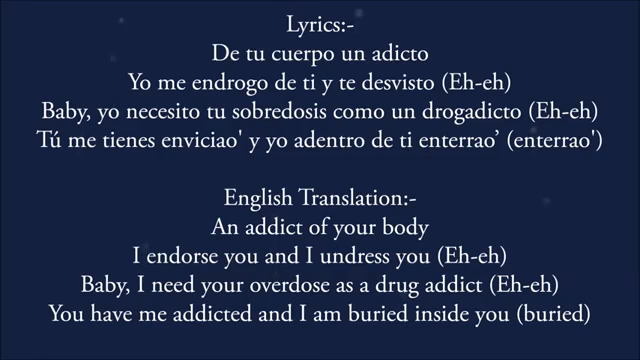 Lyrics:-
De tu cuerpo un adicto
Yo me endrogo de ti y te desvisto (Eh-eh)
Baby, yo necesito tu sobredosis como un drogadicto (Eh-eh)
Tú me tienes enviciao' y yo adentro de ti enterrao’ (enterrao')
English Translation:-
An addict of your body
I endorse you and I undress you (Eh-eh)
Baby, I need your overdose as a drug addict (Eh-eh)
You have me addicted and I am buried inside you (buried)